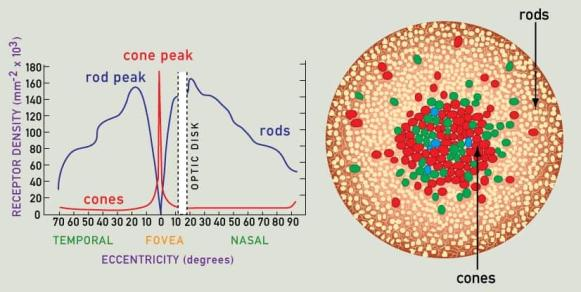 cone peak
rod peak
RECEPTOR DENSITY (mm-2 x 103)
180
160
140
120
100
80
60
40
20
0
rods
cones
OPTIC DISK
70 60 50 40 30 20 10 0 10 20 30 40 50 60 70 80 90
TEMPORAL FOVEA NASAL
ECCENTRICITY (degrees)
rods
cones